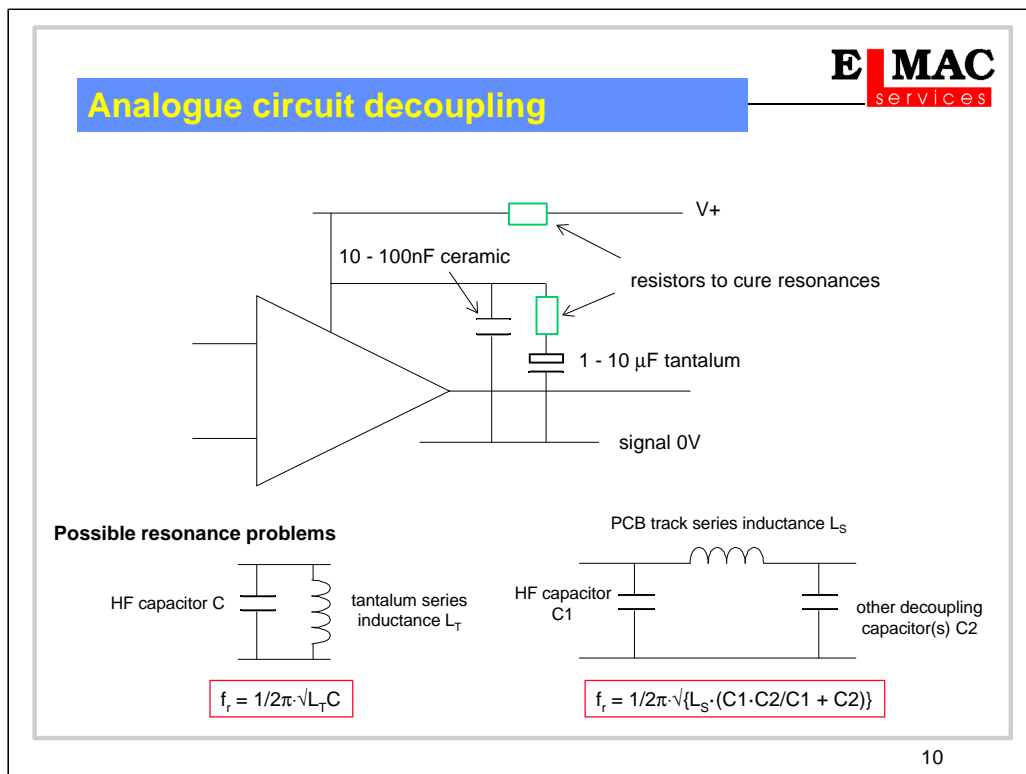 E MAC
services
Analogue circuit decoupling
V+
10 - 100nF ceramic
resistors to cure resonances
1 - 10 μF tantalum
signal 0V
Possible resonance problems
HF capacitor C
tantalum series
inductance L_T
f_r = 1/2π·√L_TC
PCB track series inductance L_S
HF capacitor
C1
other decoupling
capacitor(s) C2
f_r = 1/2π·√{L_S·(C1·C2/C1 + C2)}
10